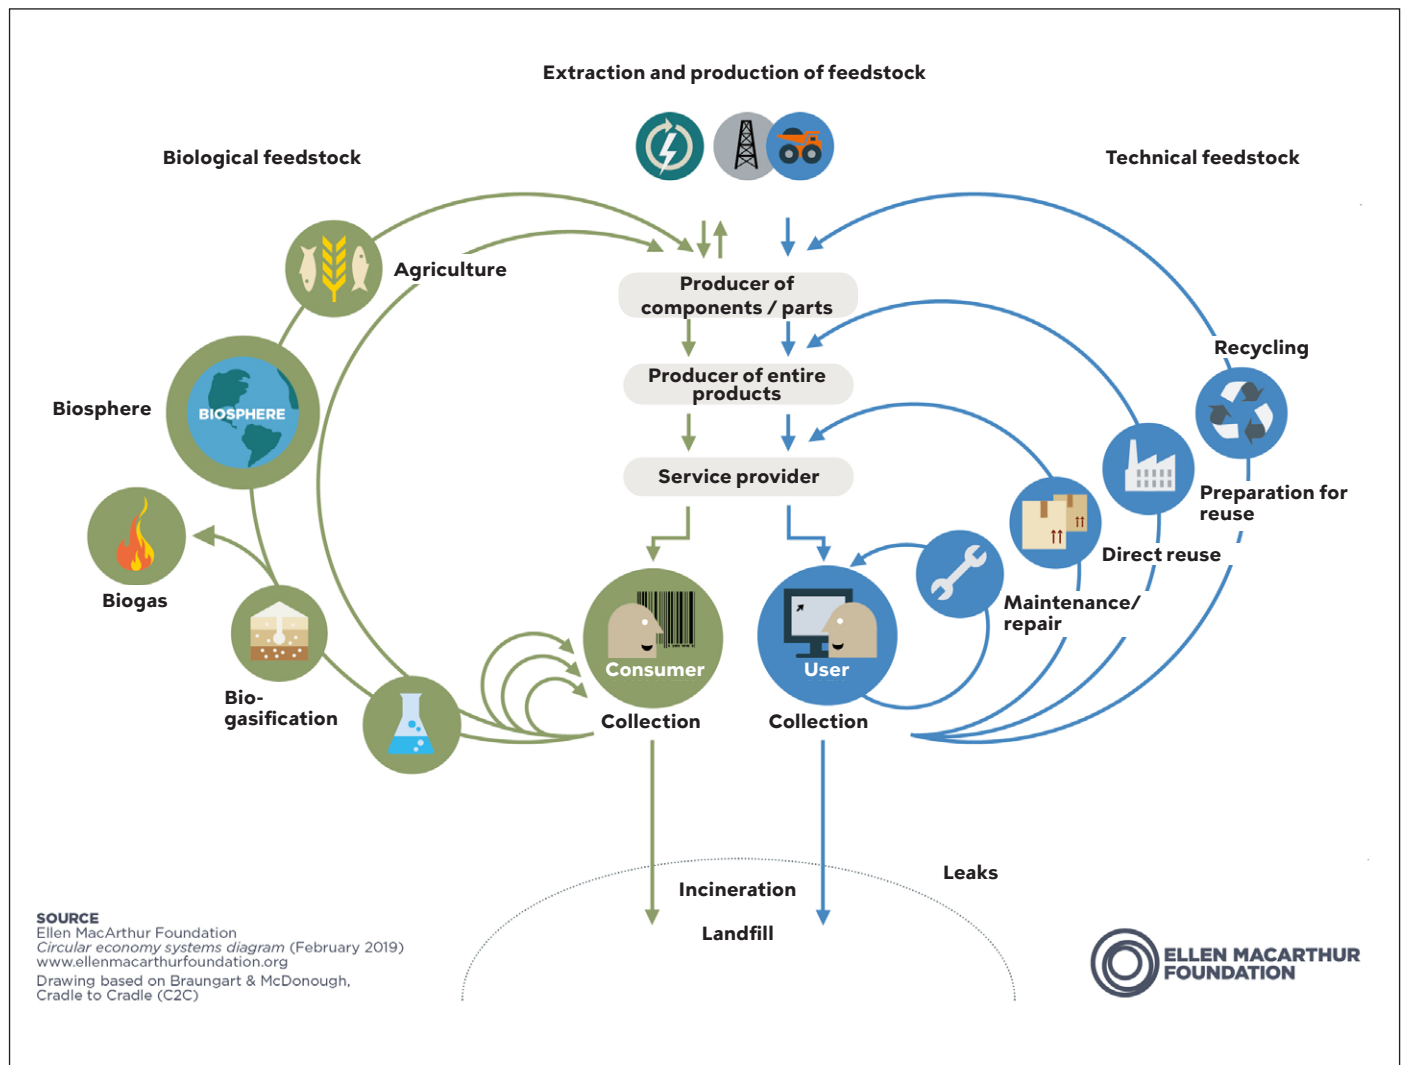 Extraction and production of feedstock
Biological feedstock
Technical feedstock
Agriculture
Producer of
components / parts
Recycling
Producer of entire
products
Biosphere
BIOSPHERE
Service provider
Preparation for
reuse
Direct reuse
Biogas
Maintenance/
repair
Consumer
User
Bio-
gasification
Collection
Collection
Leaks
Incineration
Landfill
SOURCE
Ellen MacArthur Foundation
Circular economy systems diagram (February 2019)
www.ellenmacarthurfoundation.org
Drawing based on Braungart & McDonough,
Cradle to Cradle (C2C)
ELLEN MACARTHUR
FOUNDATION